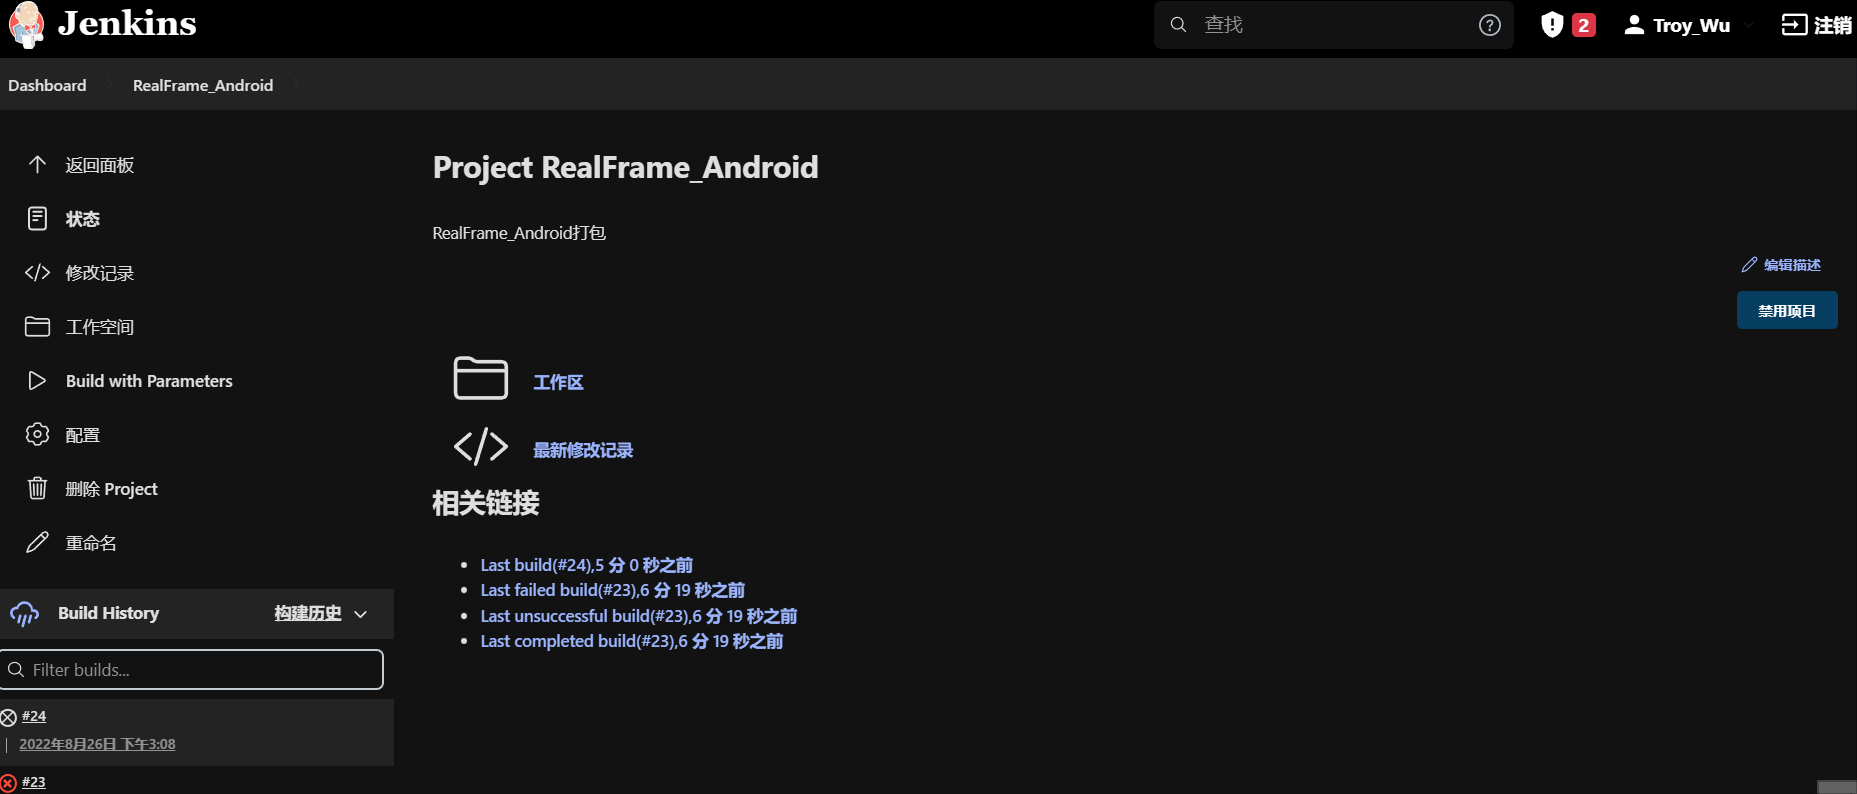 Jenkins
查找
2
Troy_Wu
注销
Dashboard
RealFrame_Android
返回面板
状态
修改记录
工作空间
Build with Parameters
配置
删除 Project
重命名
Build History
构建历史
Filter builds...
#24
2022年8月26日 下午3:08
#23
Project RealFrame_Android
RealFrame_Android打包
编辑描述
禁用项目
工作区
最新修改记录
相关链接
Last build(#24),5 分 0 秒之前
Last failed build(#23),6 分 19 秒之前
Last unsuccessful build(#23),6 分 19 秒之前
Last completed build(#23),6 分 19 秒之前